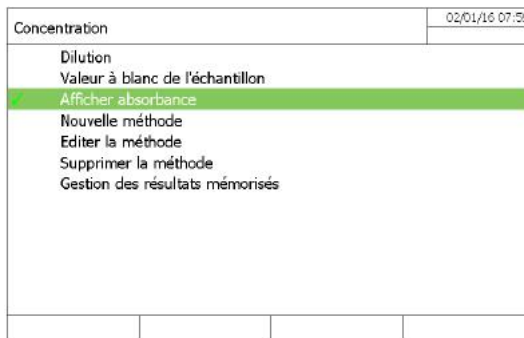 Concentration
02/01/16 07:5
Dilution
Valeur à blanc de l'échantillon
Afficher absorbance
Nouvelle méthode
Editer la méthode
Supprimer la méthode
Gestion des résultats mémorisés